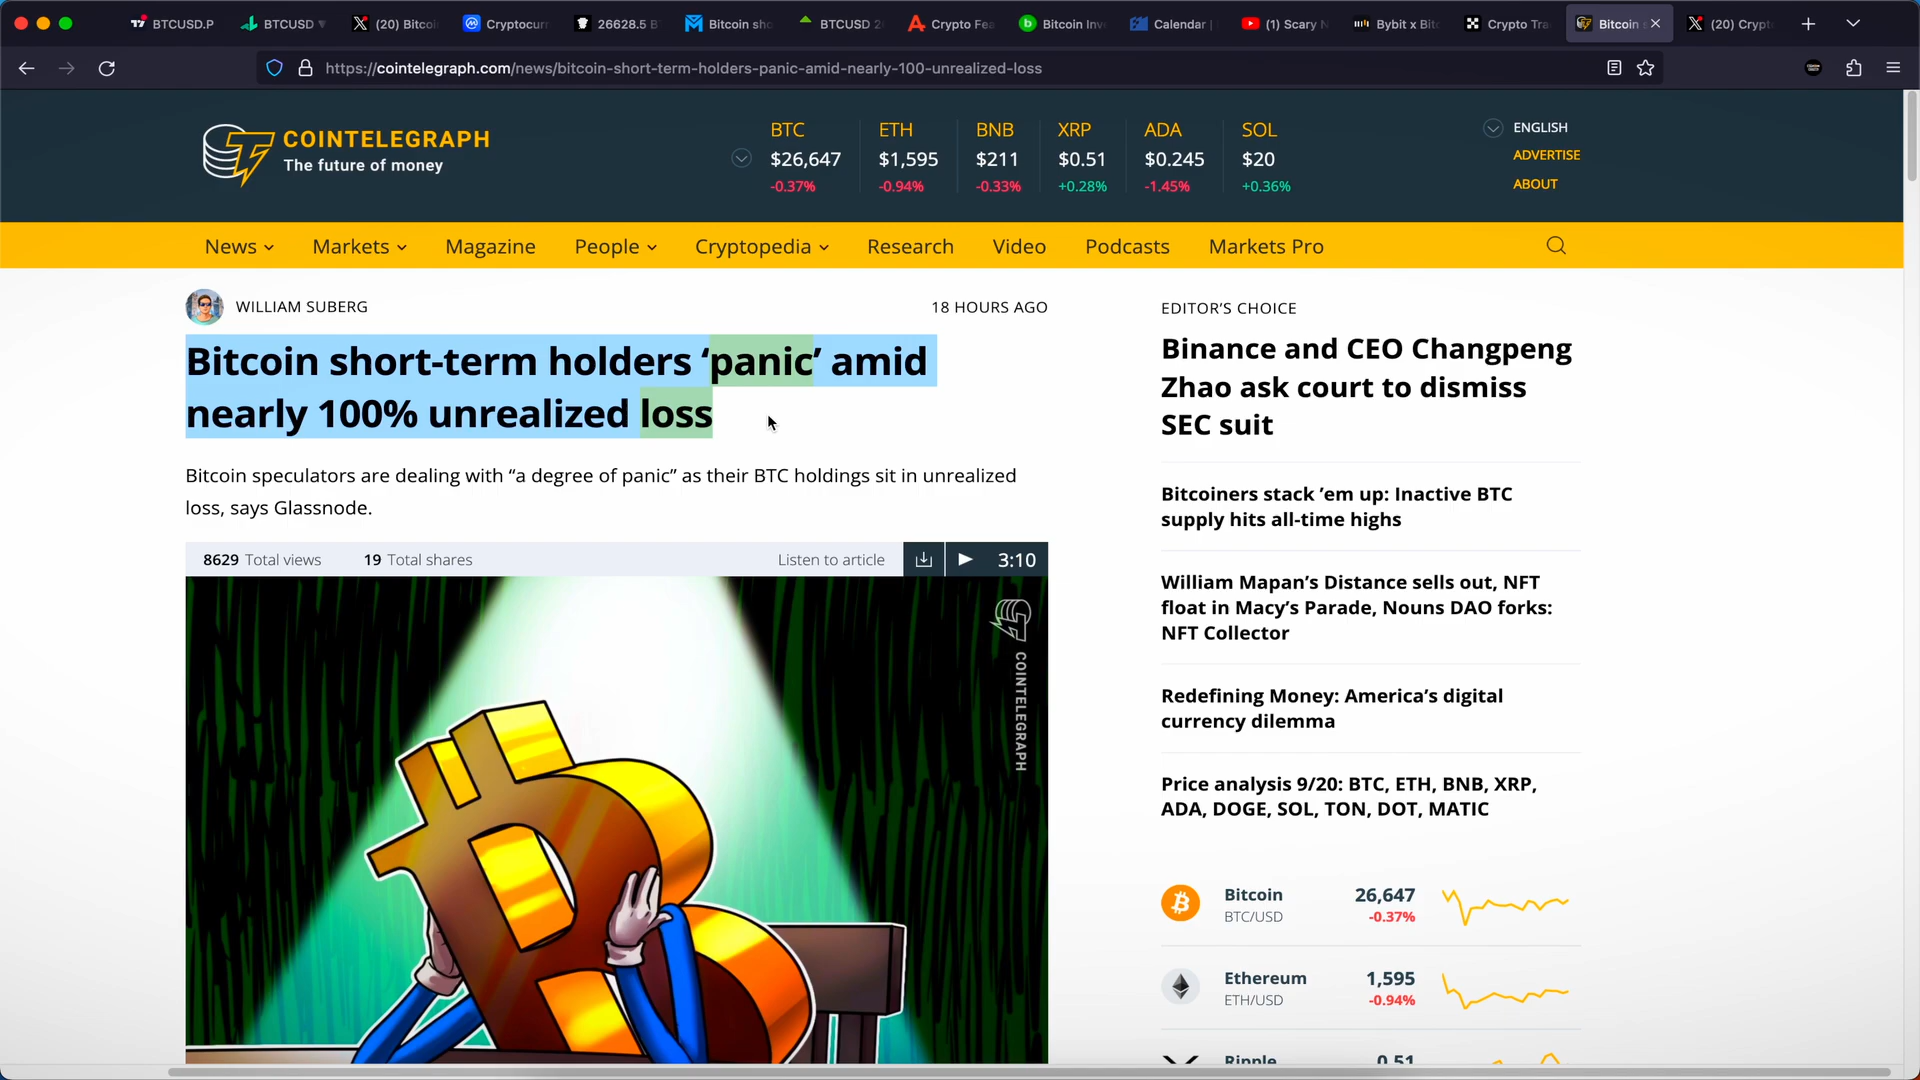 BTCUSD.P
BTCUSD
(20) Bitcoi
Cryptocur
26628.5 B
Bitcoin sho
BTCUSD 2
Crypto Fea
Bitcoin Inv
Calendar |
(1) Scary N
Bybit x Bit
Crypto Tra
Bitcoin s
(20) Crypt
https://cointelegraph.com/news/bitcoin-short-term-holders-panic-amid-nearly-100-unrealized-loss
COINTELEGRAPH
The future of money
BTC
$26,647
-0.37%
ETH
$1,595
-0.94%
BNB
$211
-0.33%
XRP
$0.51
+0.28%
ADA
$0.245
-1.45%
SOL
$20
+0.36%
ENGLISH
ADVERTISE
ABOUT
News Markets Magazine People Cryptopedia Research Video Podcasts Markets Pro
WILLIAM SUBERG
18 HOURS AGO
Bitcoin short-term holders ‘panic’ amid
nearly 100% unrealized loss
Bitcoin speculators are dealing with “a degree of panic” as their BTC holdings sit in unrealized
loss, says Glassnode.
8629 Total views 19 Total shares
Listen to article 3:10
COINTELEGRAPH
EDITOR’S CHOICE
Binance and CEO Changpeng
Zhao ask court to dismiss
SEC suit
Bitcoiners stack ’em up: Inactive BTC
supply hits all-time highs
William Mapan’s Distance sells out, NFT
float in Macy’s Parade, Nouns DAO forks:
NFT Collector
Redefining Money: America’s digital
currency dilemma
Price analysis 9/20: BTC, ETH, BNB, XRP,
ADA, DOGE, SOL, TON, DOT, MATIC
Bitcoin 26,647
BTC/USD -0.37%
Ethereum 1,595
ETH/USD -0.94%
Ripple 0.51